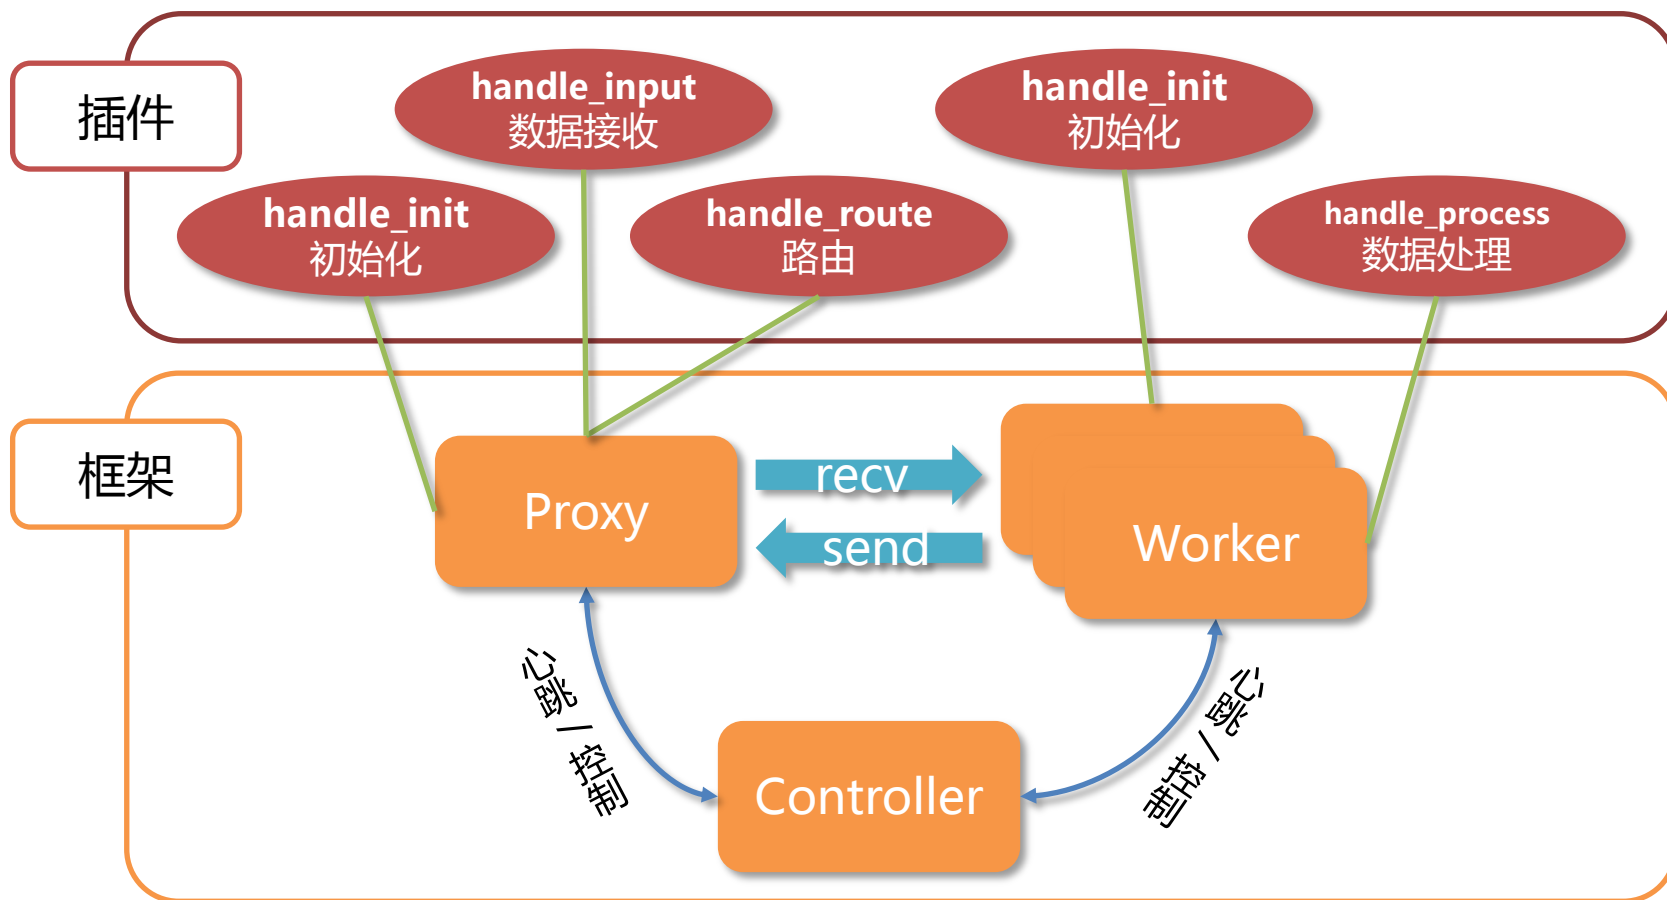 插件
handle_input
数据接收
handle_init
初始化
handle_init
初始化
handle_route
路由
handle_process
数据处理
框架
Proxy
recv
send
Worker
心跳 / 控制
心跳 / 控制
Controller